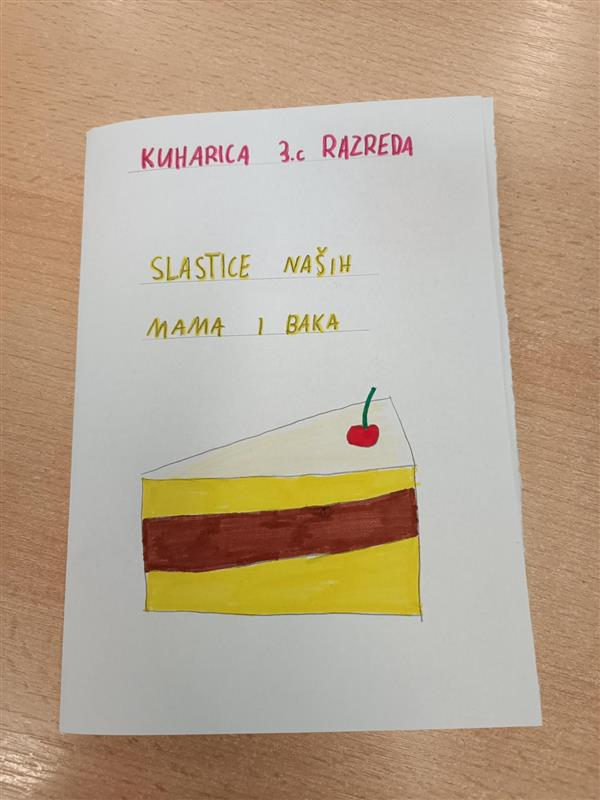 KUHARICA 3.c RAZREDA
SLASTICE NAŠIH
MAMA I BAKA